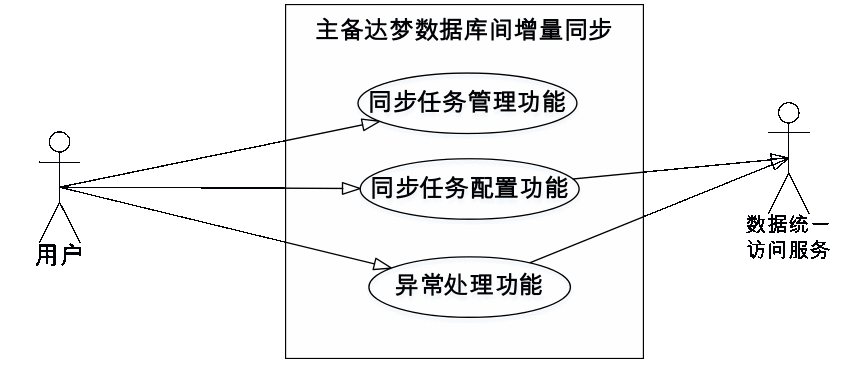 主备达梦数据库间增量同步
同步任务管理功能
同步任务配置功能
异常处理功能
用户
数据统一
访问服务